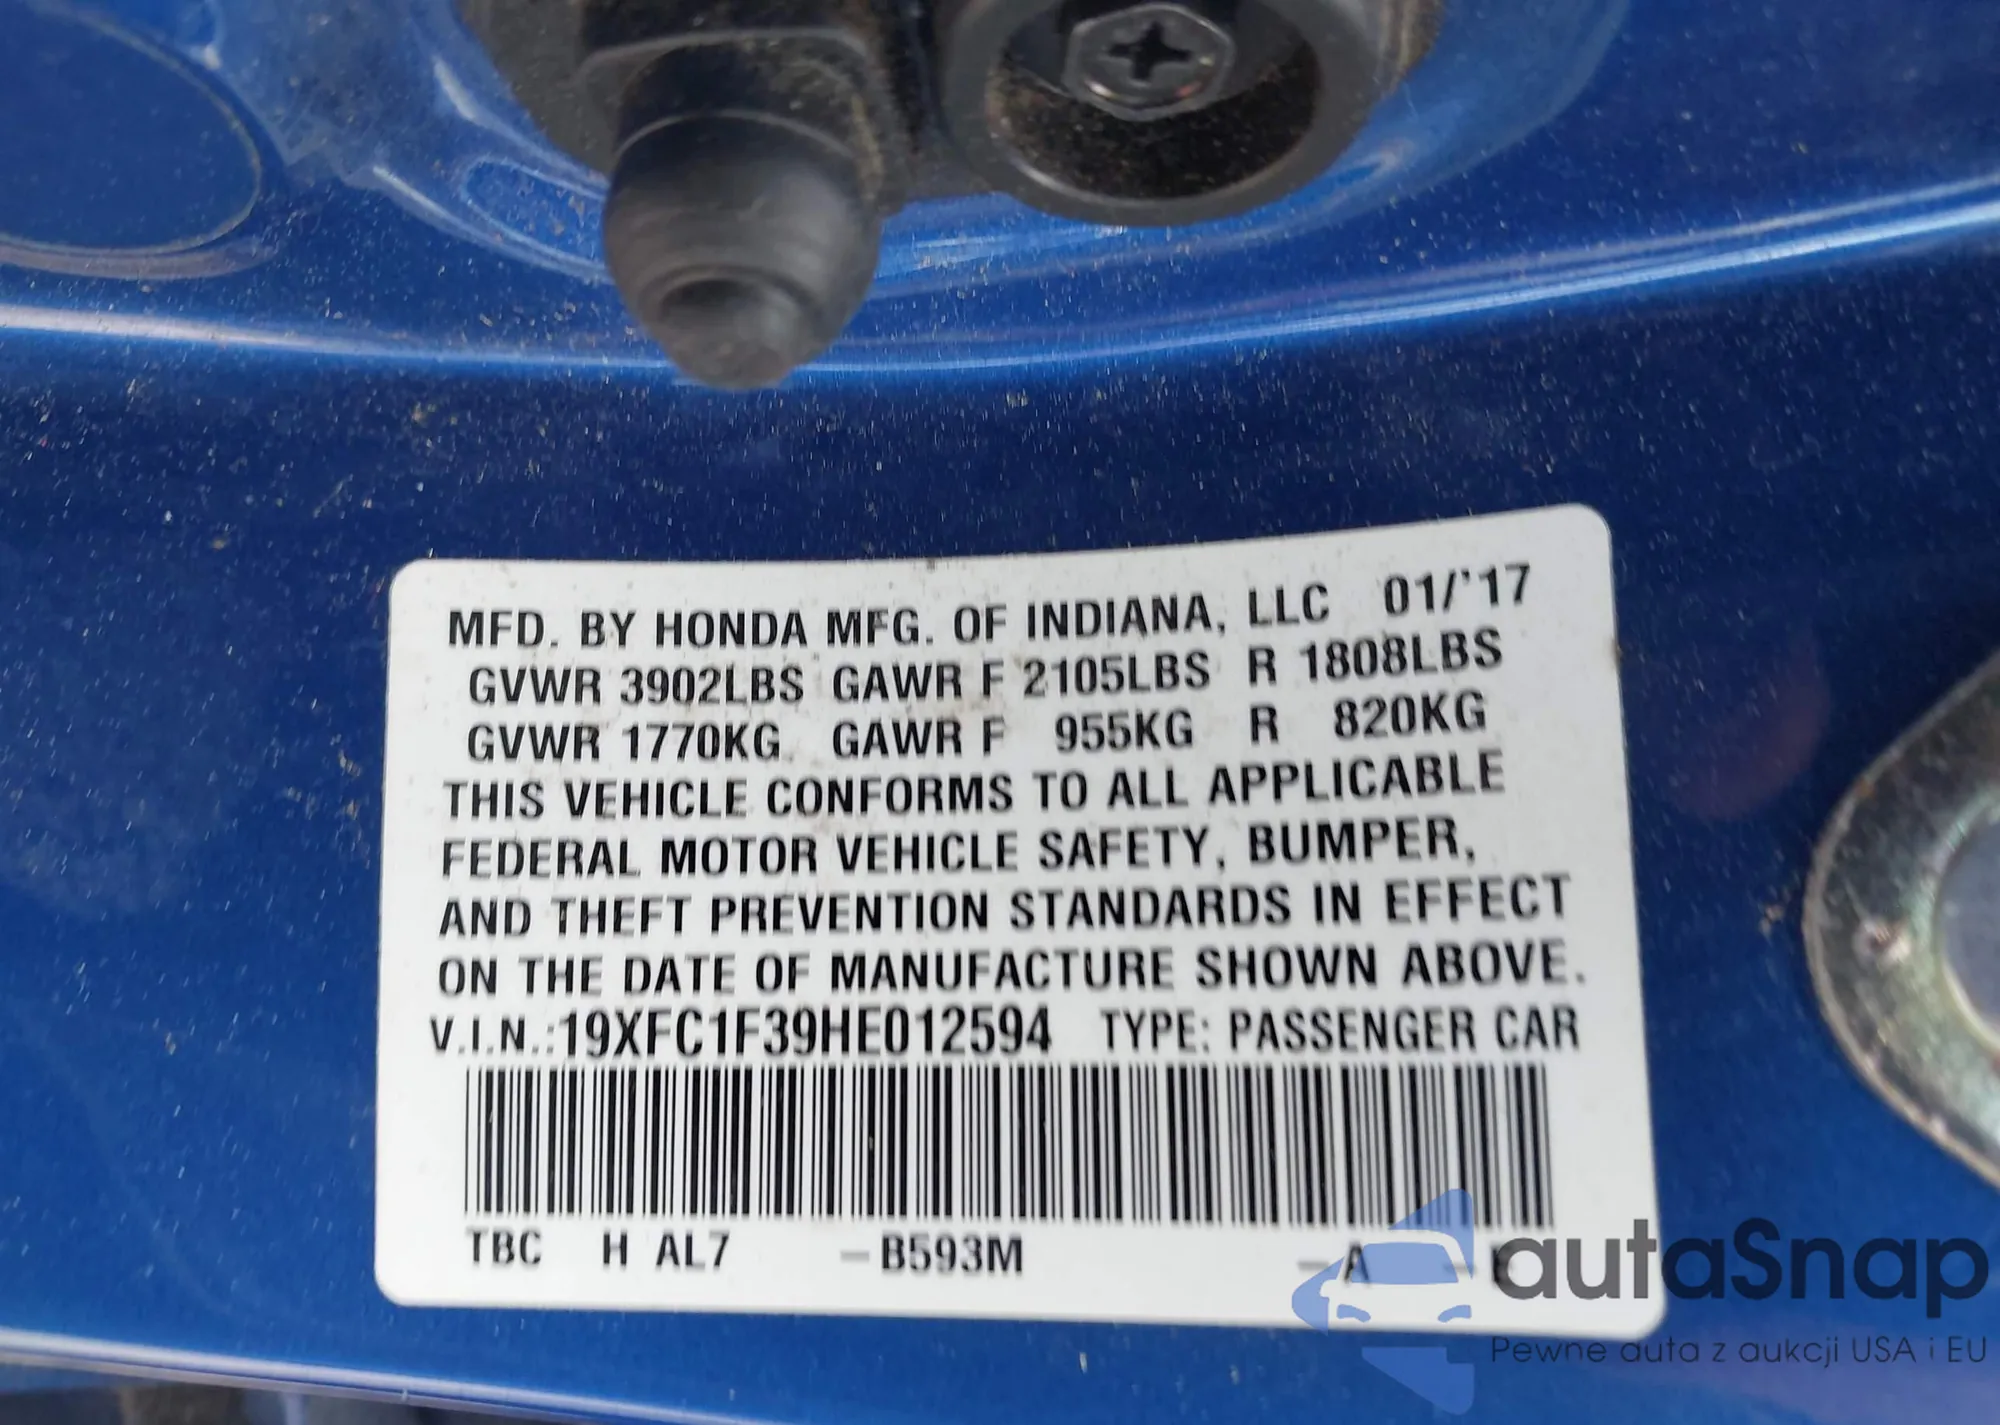 MFD. BY HONDA MFG. OF INDIANA, LLC 01/'17
GVWR 3902LBS GAWR F 2105LBS R 1808LBS
GVWR 1770KG GAWR F 955KG R 820KG
THIS VEHICLE CONFORMS TO ALL APPLICABLE
FEDERAL MOTOR VEHICLE SAFETY, BUMPER,
AND THEFT PREVENTION STANDARDS IN EFFECT
ON THE DATE OF MANUFACTURE SHOWN ABOVE.
V.I.N.:19XFC1F39HE012594 TYPE: PASSENGER CAR
TBC H AL7 -B593M -A
autaSnap
Pewne auta z aukcji USA i EU